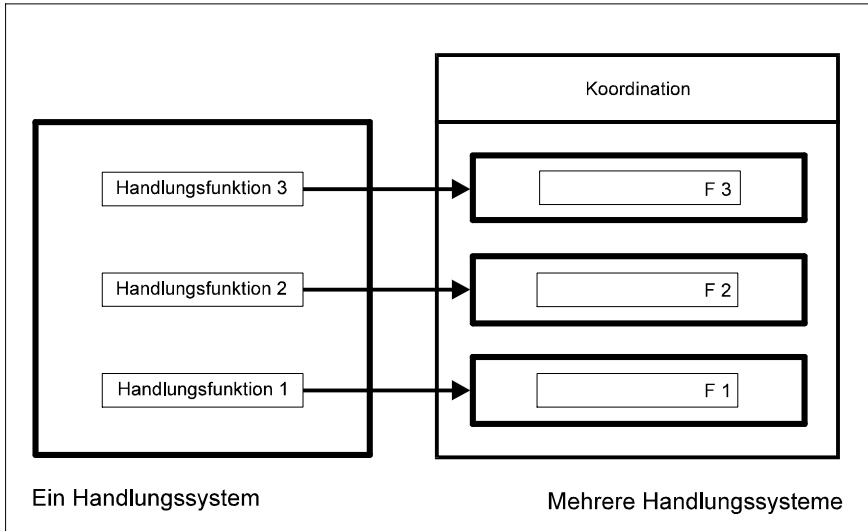 Koordination
Handlungsfunktion 3
F 3
Handlungsfunktion 2
F 2
Handlungsfunktion 1
F 1
Ein Handlungssystem
Mehrere Handlungssysteme